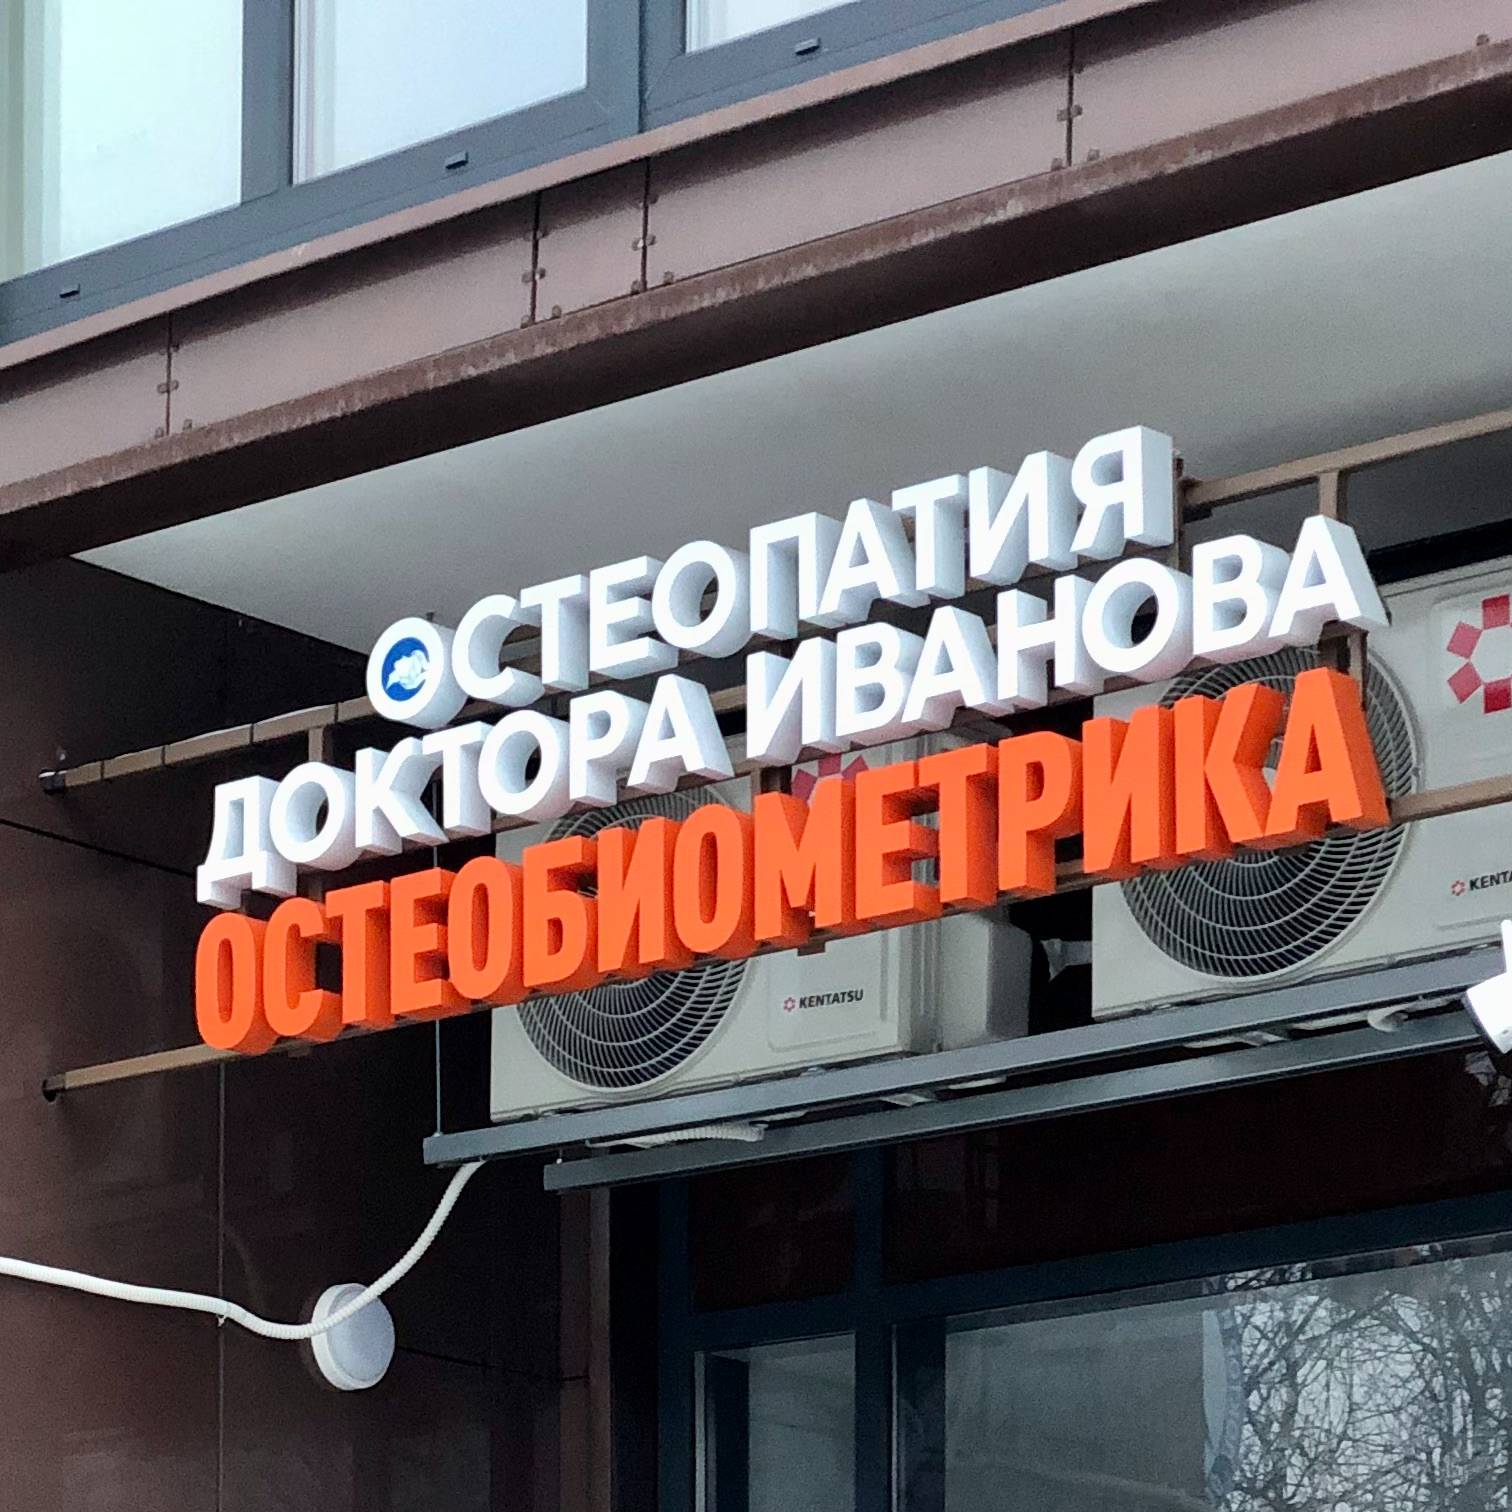 ОСТЕОПАТИЯ
ДОКТОРА ИВАНОВА
ОСТЕОБИОМЕТРИКА
KENTATSU